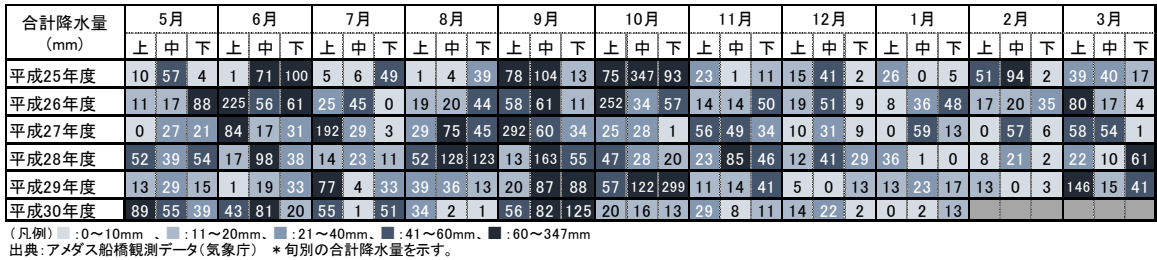 合計降水量（mm） 5月 6月 7月 8月 9月 10月 11月 12月 1月 2月 3月
上 中 下 上 中 下 上 中 下 上 中 下 上 中 下 上 中 下 上 中 下 上 中 下 上 中 下 上 中 下 上 中 下
平成25年度 10 57 4 1 71 100 5 6 49 1 4 39 78 104 13 75 347 93 23 1 11 15 41 2 26 0 5 51 94 2 39 40 17
平成26年度 11 17 88 225 56 61 25 45 0 19 20 44 58 61 11 252 34 57 14 14 50 19 51 9 8 36 48 17 20 35 80 17 4
平成27年度 0 27 21 84 17 31 192 29 3 29 75 45 292 60 34 25 28 1 56 49 34 10 31 9 0 59 13 0 57 6 58 54 1
平成28年度 52 39 54 17 98 38 14 23 11 52 128 123 13 163 55 47 28 20 23 85 46 12 41 29 36 1 0 8 21 2 22 10 61
平成29年度 13 29 15 1 19 33 77 4 33 39 36 13 20 87 88 57 122 299 11 14 41 5 0 13 13 23 17 13 0 3 146 15 41
平成30年度 89 55 39 43 81 20 55 1 51 34 2 1 56 82 125 20 16 13 29 8 11 14 22 2 0 2 13
（凡例） :0～10mm 、 :11～20mm、 :21～40mm、 :41～60mm、 :60～347mm
出典：アメダス船橋観測データ（気象庁） ＊旬別の合計降水量を示す。